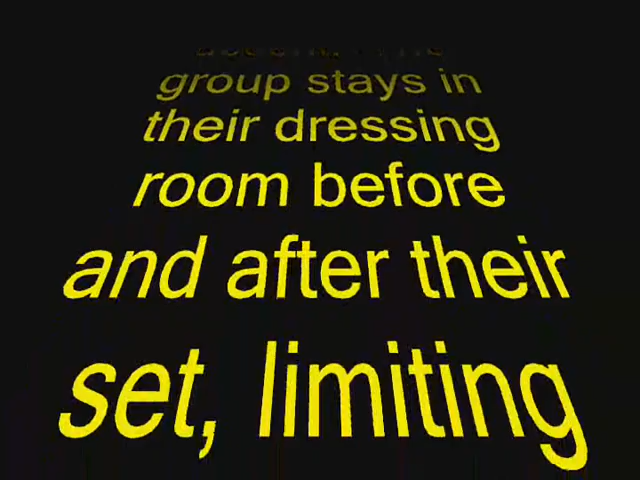 group stays in
their dressing
room before
and after their
set, limiting